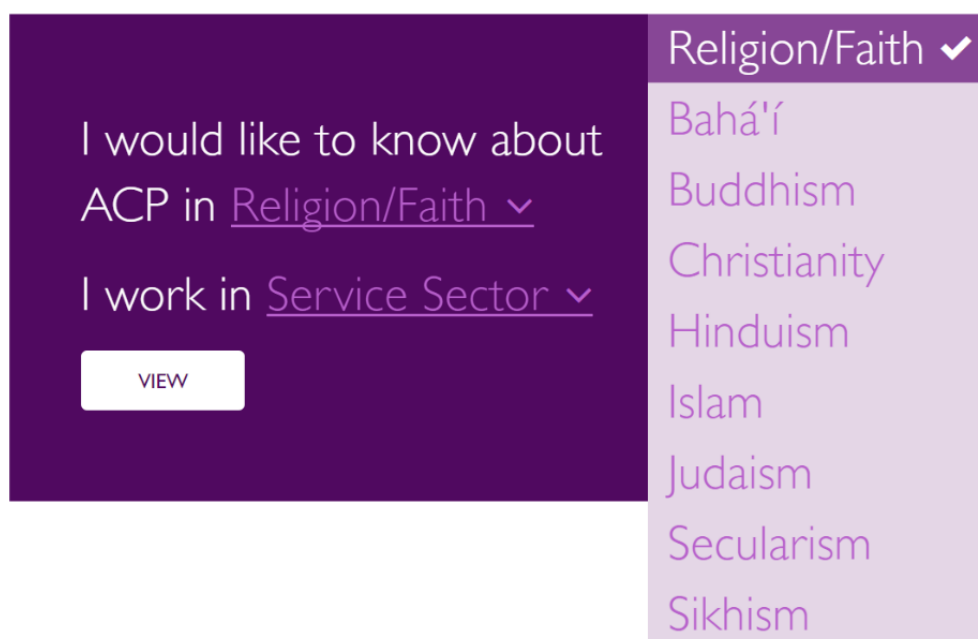 I would like to know about
ACP in Religion/Faith
I work in Service Sector
VIEW
Religion/Faith
Bahá'í
Buddhism
Christianity
Hinduism
Islam
Judaism
Secularism
Sikhism